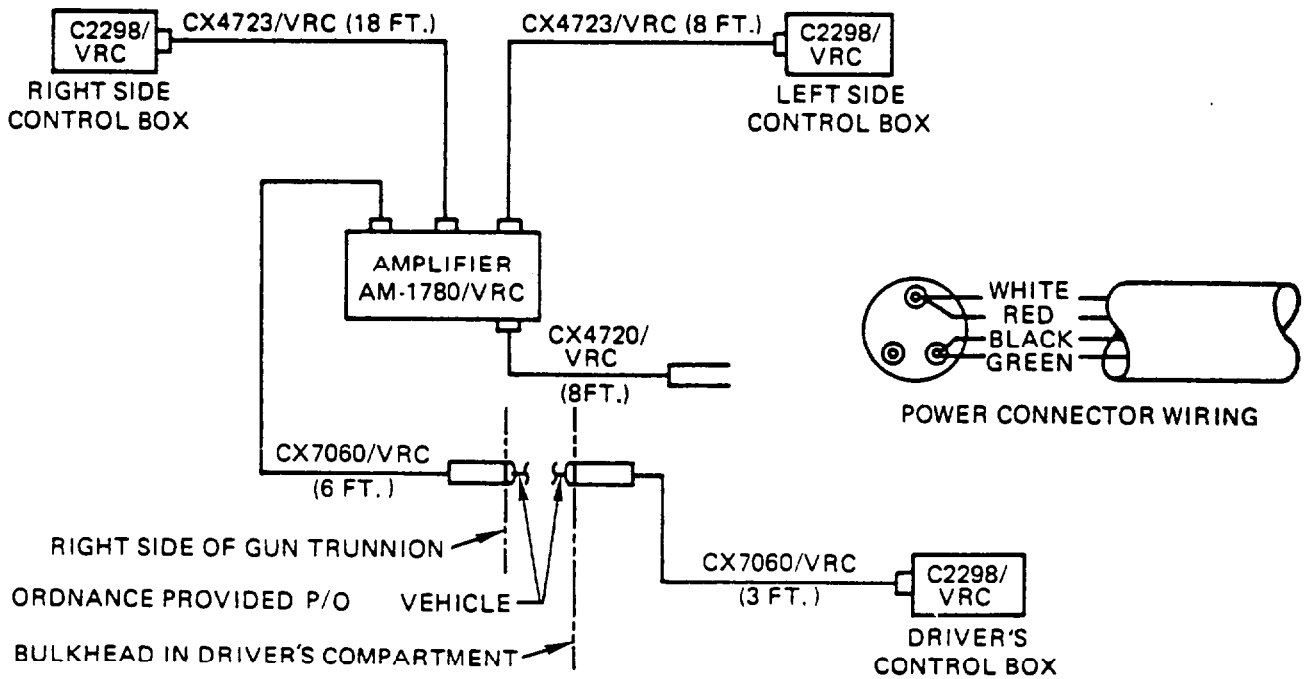 C2298/
VRC
RIGHT SIDE
CONTROL BOX
CX4723/VRC (18 FT.)
CX4723/VRC (8 FT.)
C2298/
VRC
LEFT SIDE
CONTROL BOX
AMPLIFIER
AM-1780/VRC
CX4720/
VRC
(8FT.)
WHITE
RED
BLACK
GREEN
POWER CONNECTOR WIRING
CX7060/VRC
(6 FT.)
RIGHT SIDE OF GUN TRUNNION
ORDNANCE PROVIDED P/O VEHICLE
BULKHEAD IN DRIVER'S COMPARTMENT
CX7060/VRC
(3 FT.)
C2298/
VRC
DRIVER'S
CONTROL BOX